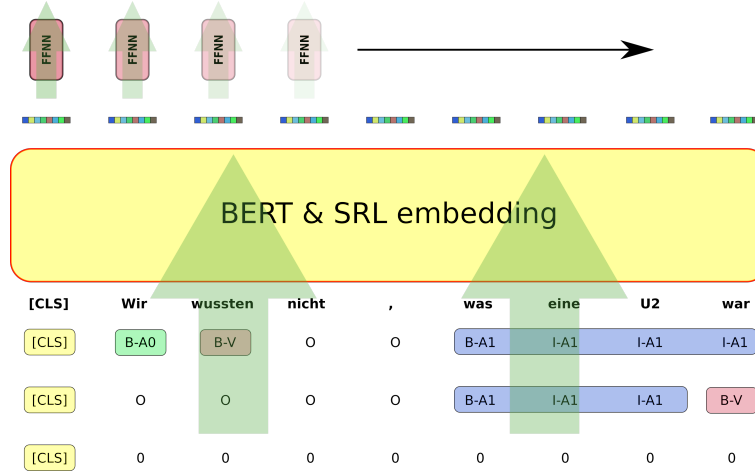 FFNN FFNN FFNN FFNN
BERT & SRL embedding
[CLS] Wir wussten nicht , was eine U2 war
[CLS] B-A0 B-V O O B-A1 I-A1 I-A1 I-A1
[CLS] O O O O B-A1 I-A1 I-A1 B-V
[CLS] 0 0 0 0 0 0 0 0